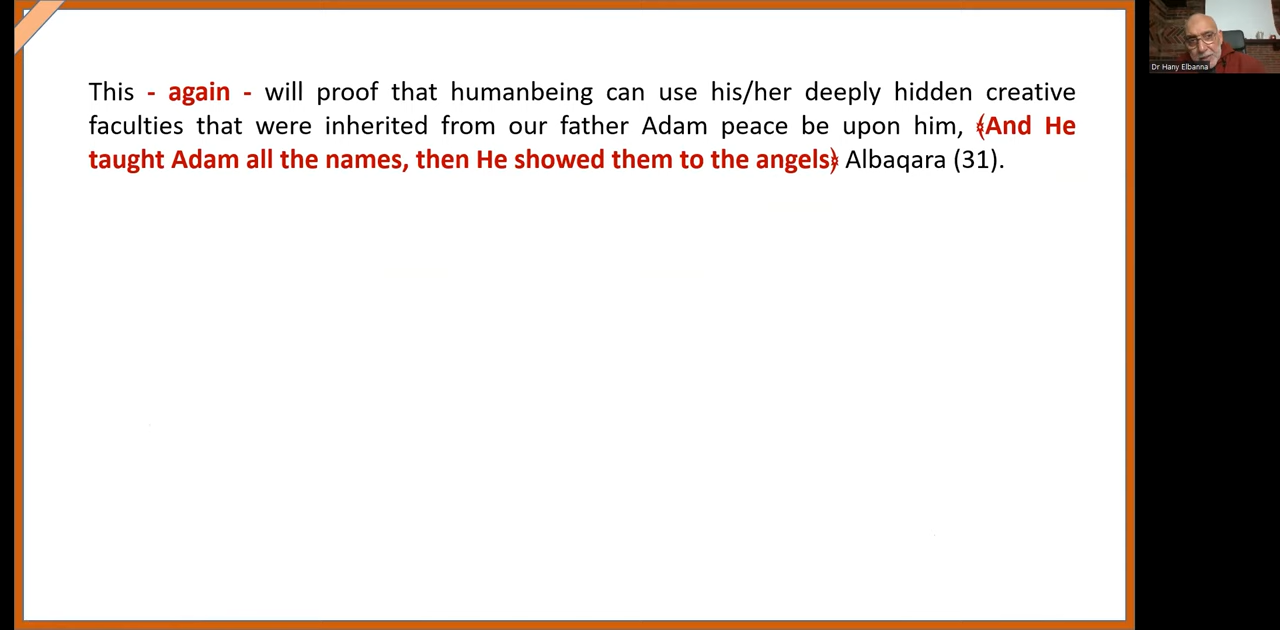 This - again - will proof that humanbeing can use his/her deeply hidden creative
faculties that were inherited from our father Adam peace be upon him, ﴾And He
taught Adam all the names, then He showed them to the angels﴿ Albaqara (31).
Dr Hany Elbanna